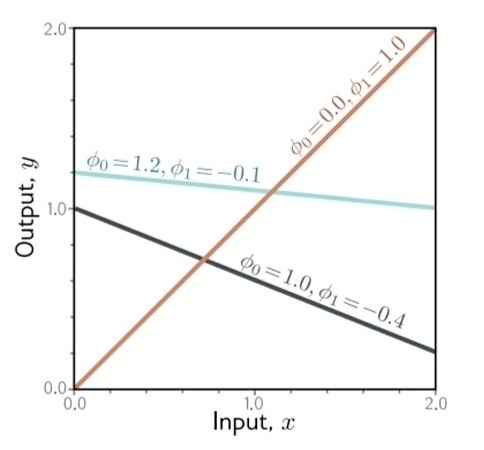 2.0
ϕ₀=0.0, ϕ₁=1.0
ϕ₀=1.2, ϕ₁=−0.1
Output, y
1.0
ϕ₀=1.0, ϕ₁=−0.4
0.0
0.0 1.0 2.0
Input, x